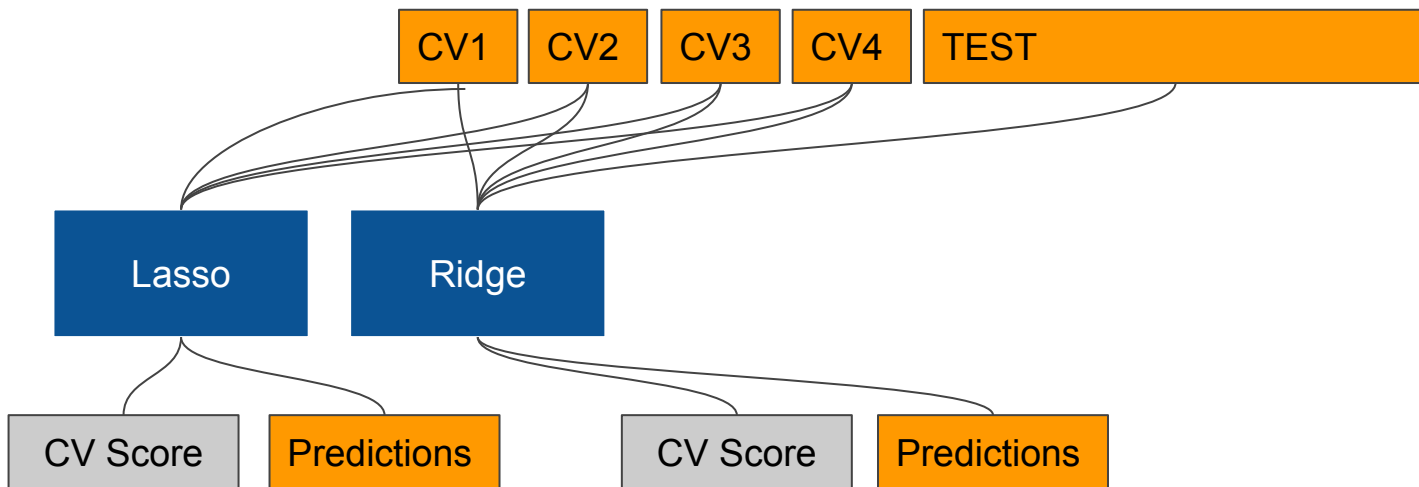 CV1
CV2
CV3
CV4
TEST
Lasso
Ridge
CV Score
Predictions
CV Score
Predictions